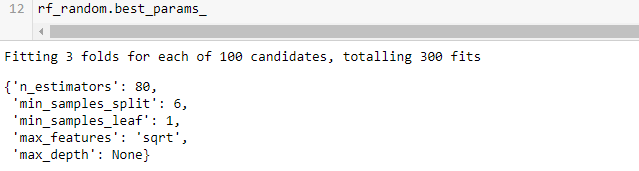 12 rf_random.best_params_
Fitting 3 folds for each of 100 candidates, totalling 300 fits
{'n_estimators': 80,
'min_samples_split': 6,
'min_samples_leaf': 1,
'max_features': 'sqrt',
'max_depth': None}